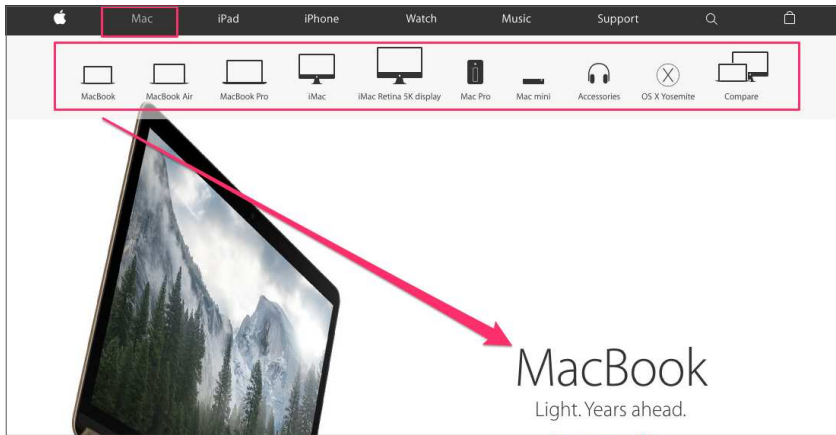 Mac iPad iPhone Watch Music Support
MacBook MacBook Air MacBook Pro iMac iMac Retina 5K display Mac Pro Mac mini Accessories OS X Yosemite Compare
MacBook
Light. Years ahead.